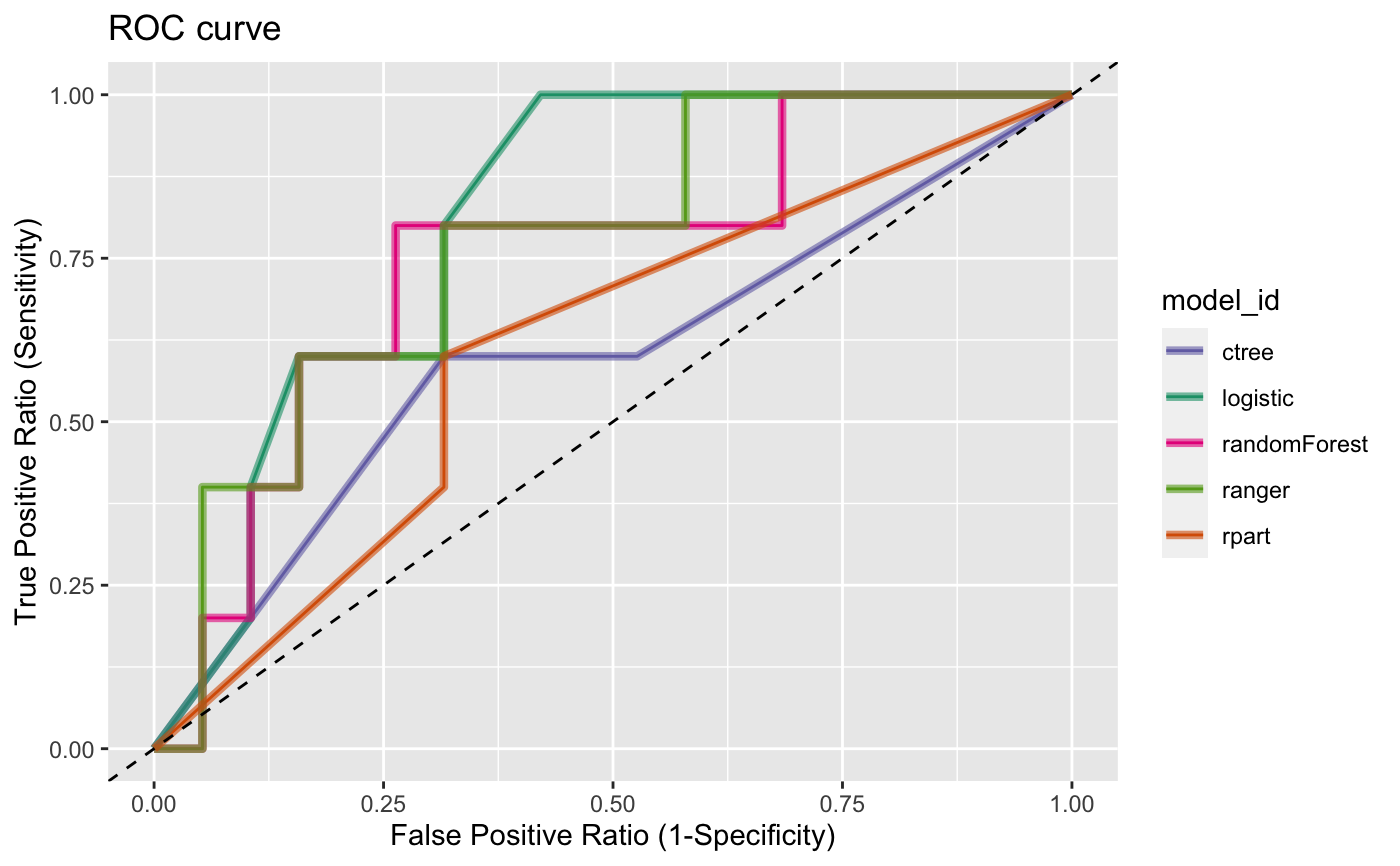 ROC curve
True Positive Ratio (Sensitivity)
1.00
0.75
0.50
0.25
0.00
0.00 0.25 0.50 0.75 1.00
False Positive Ratio (1-Specificity)
model_id
ctree
logistic
randomForest
ranger
rpart